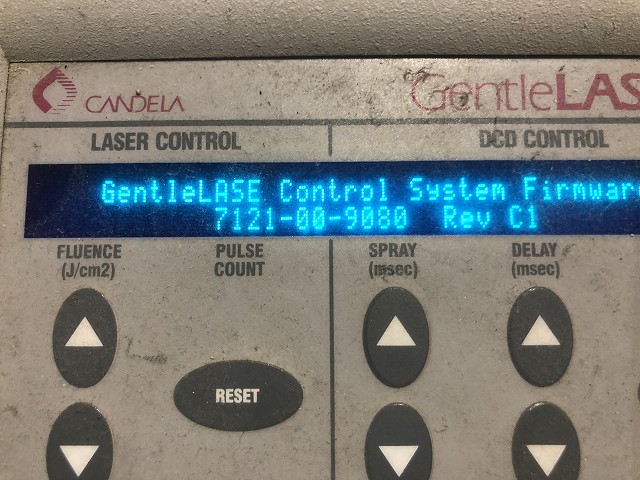 CANDELA
GentleLAS
LASER CONTROL
DCD CONTROL
GentleLASE Control System Firmwar
7121-00-9080 Rev C1
FLUENCE
(J/cm2)
PULSE
COUNT
SPRAY
(msec)
DELAY
(msec)
RESET